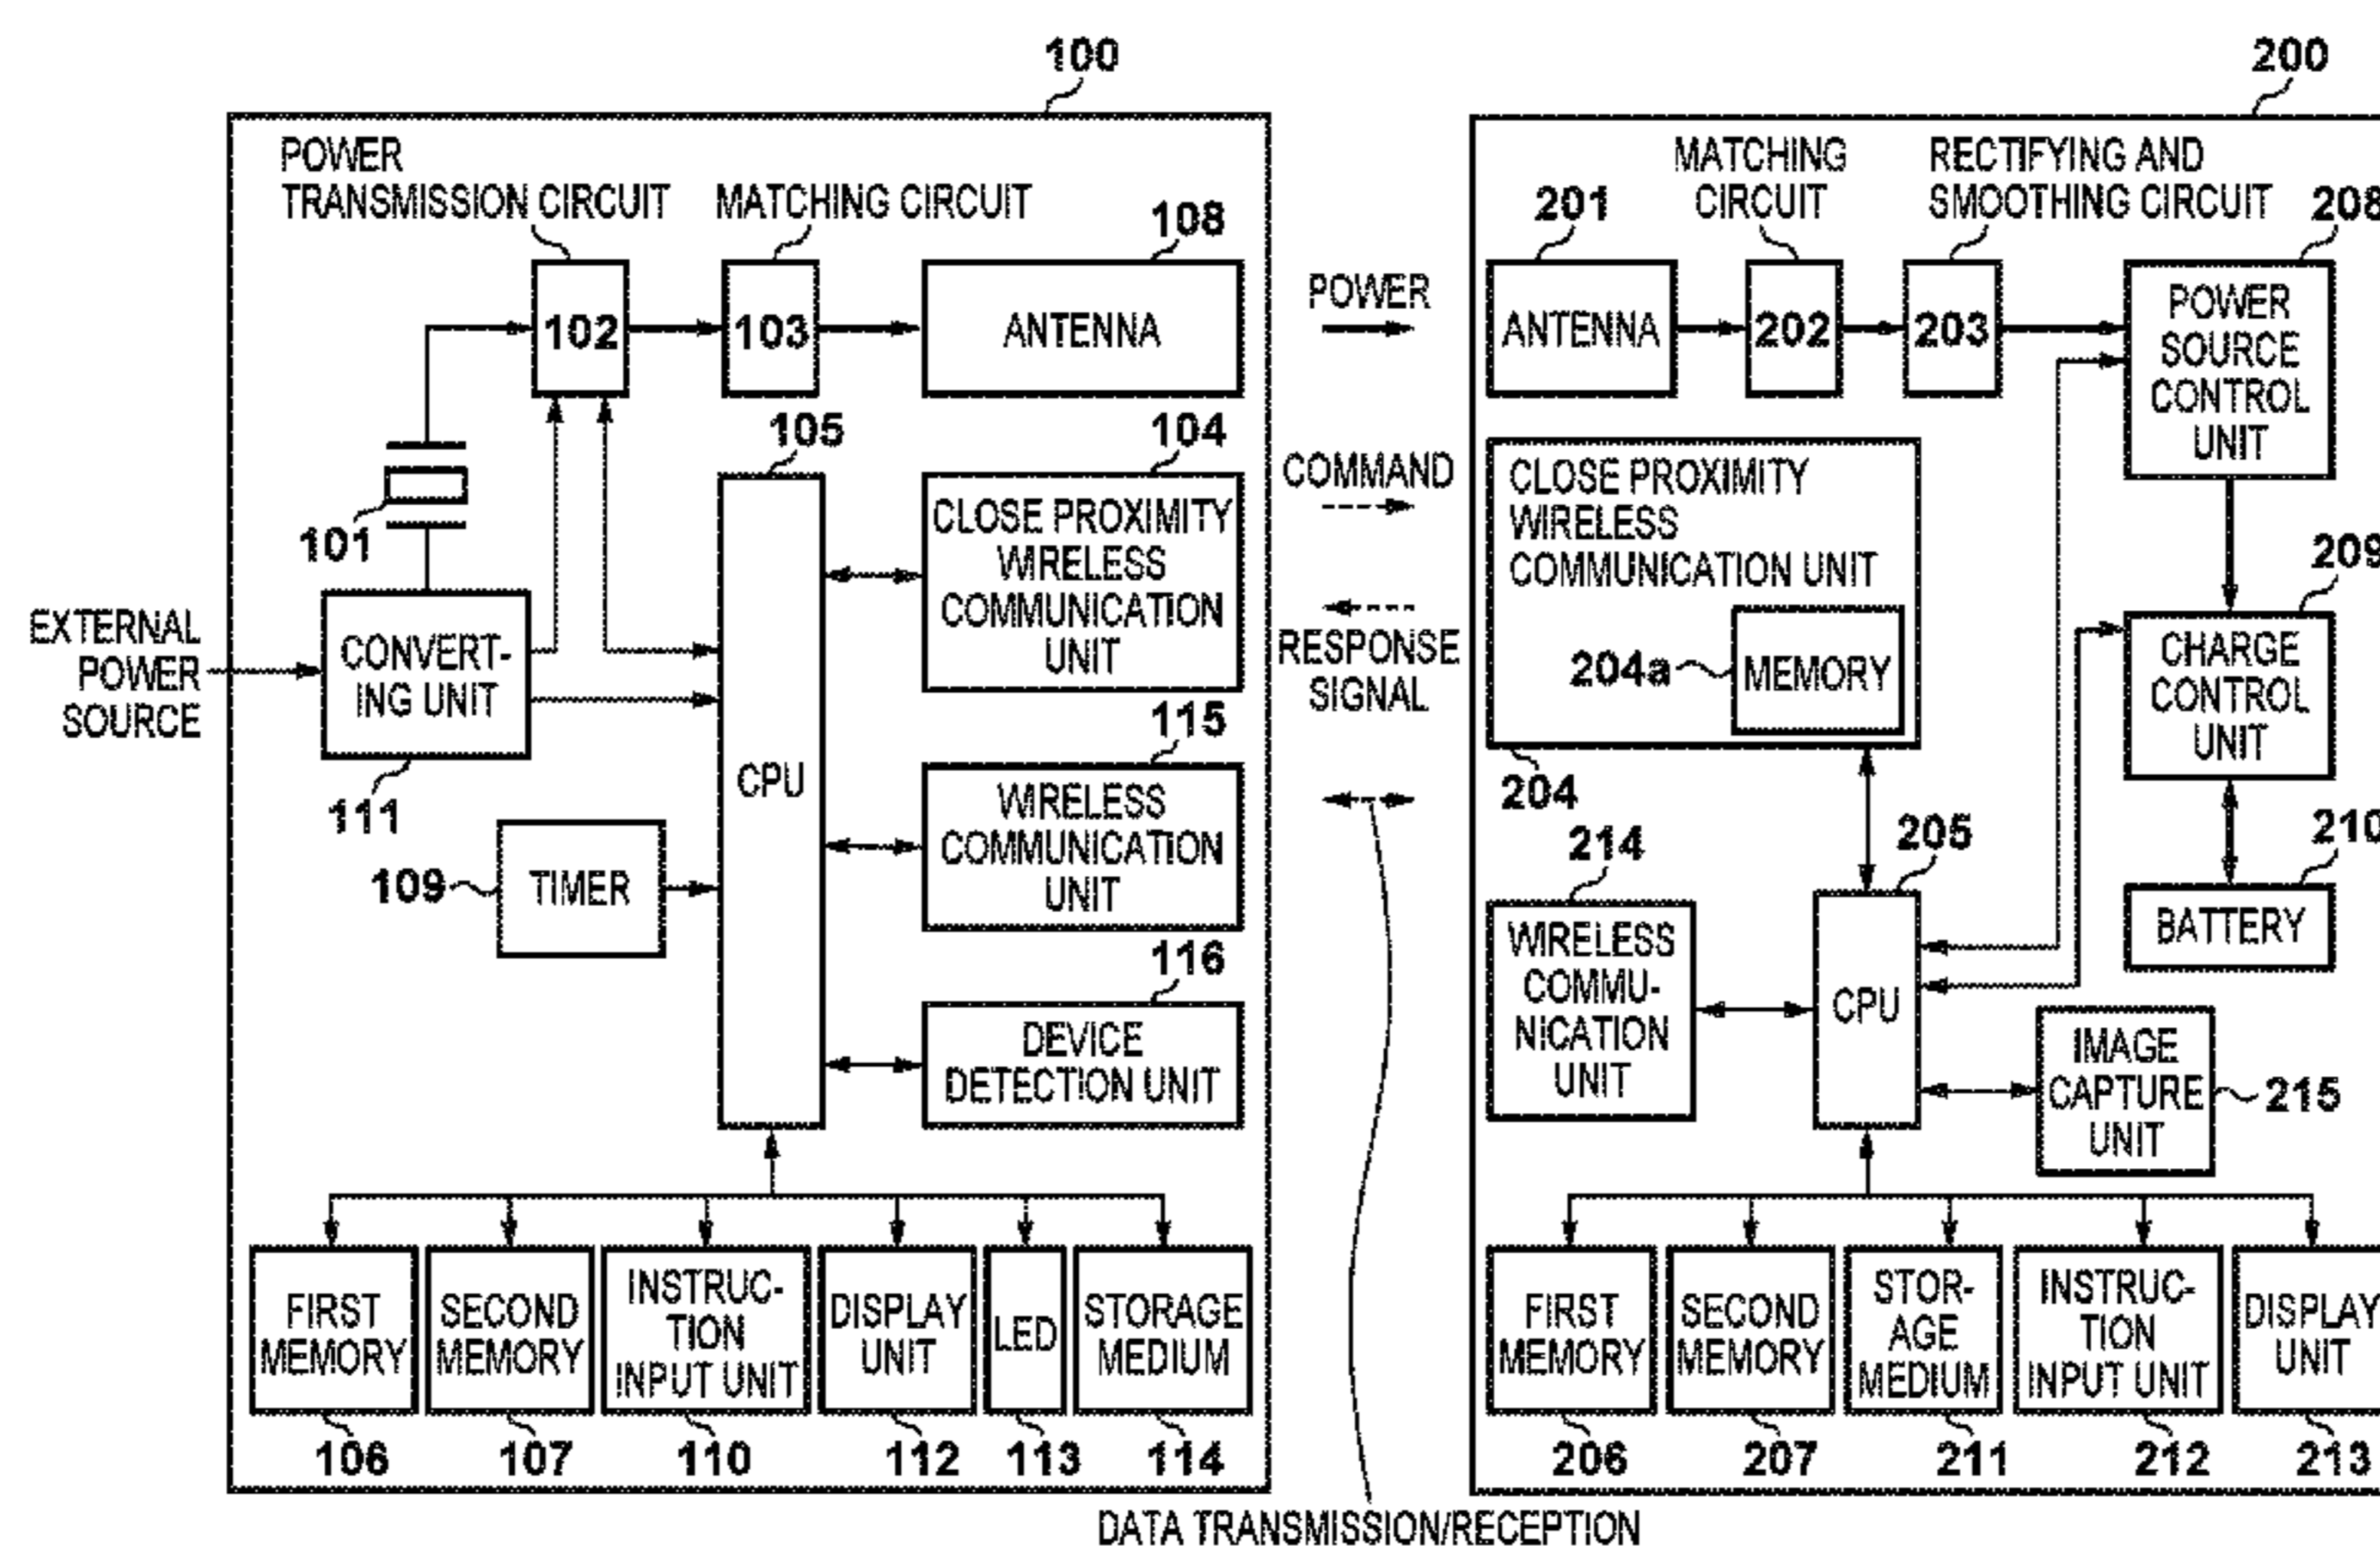 100
200
POWER
TRANSMISSION CIRCUIT
MATCHING CIRCUIT
108
102
103
ANTENNA
101
105
CPU
104
CLOSE PROXIMITY
WIRELESS
COMMUNICATION
UNIT
EXTERNAL
POWER
SOURCE
CONVERT-
ING UNIT
111
115
WIRELESS
COMMUNICATION
UNIT
109
TIMER
116
DEVICE
DETECTION UNIT
FIRST
MEMORY
SECOND
MEMORY
INSTRUC-
TION
INPUT UNIT
DISPLAY
UNIT
LED
STORAGE
MEDIUM
106
107
110
112
113
114
POWER
COMMAND
RESPONSE
SIGNAL
DATA TRANSMISSION/RECEPTION
201
ANTENNA
MATCHING
CIRCUIT
202
RECTIFYING AND
SMOOTHING CIRCUIT
203
208
POWER
SOURCE
CONTROL
UNIT
CLOSE PROXIMITY
WIRELESS
COMMUNICATION UNIT
204a
MEMORY
204
209
CHARGE
CONTROL
UNIT
210
BATTERY
214
WIRELESS
COMMU-
NICATION
UNIT
205
CPU
IMAGE
CAPTURE
UNIT
215
FIRST
MEMORY
SECOND
MEMORY
STOR-
AGE
MEDIUM
INSTRUC-
TION
INPUT UNIT
DISPLAY
UNIT
206
207
211
212
213